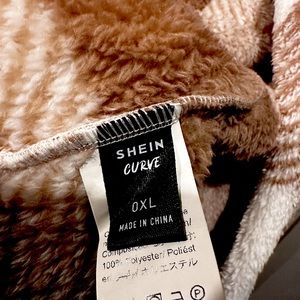 SHEIN
CURVE
0XL
MADE IN CHINA
100% Polyester/ Poliést